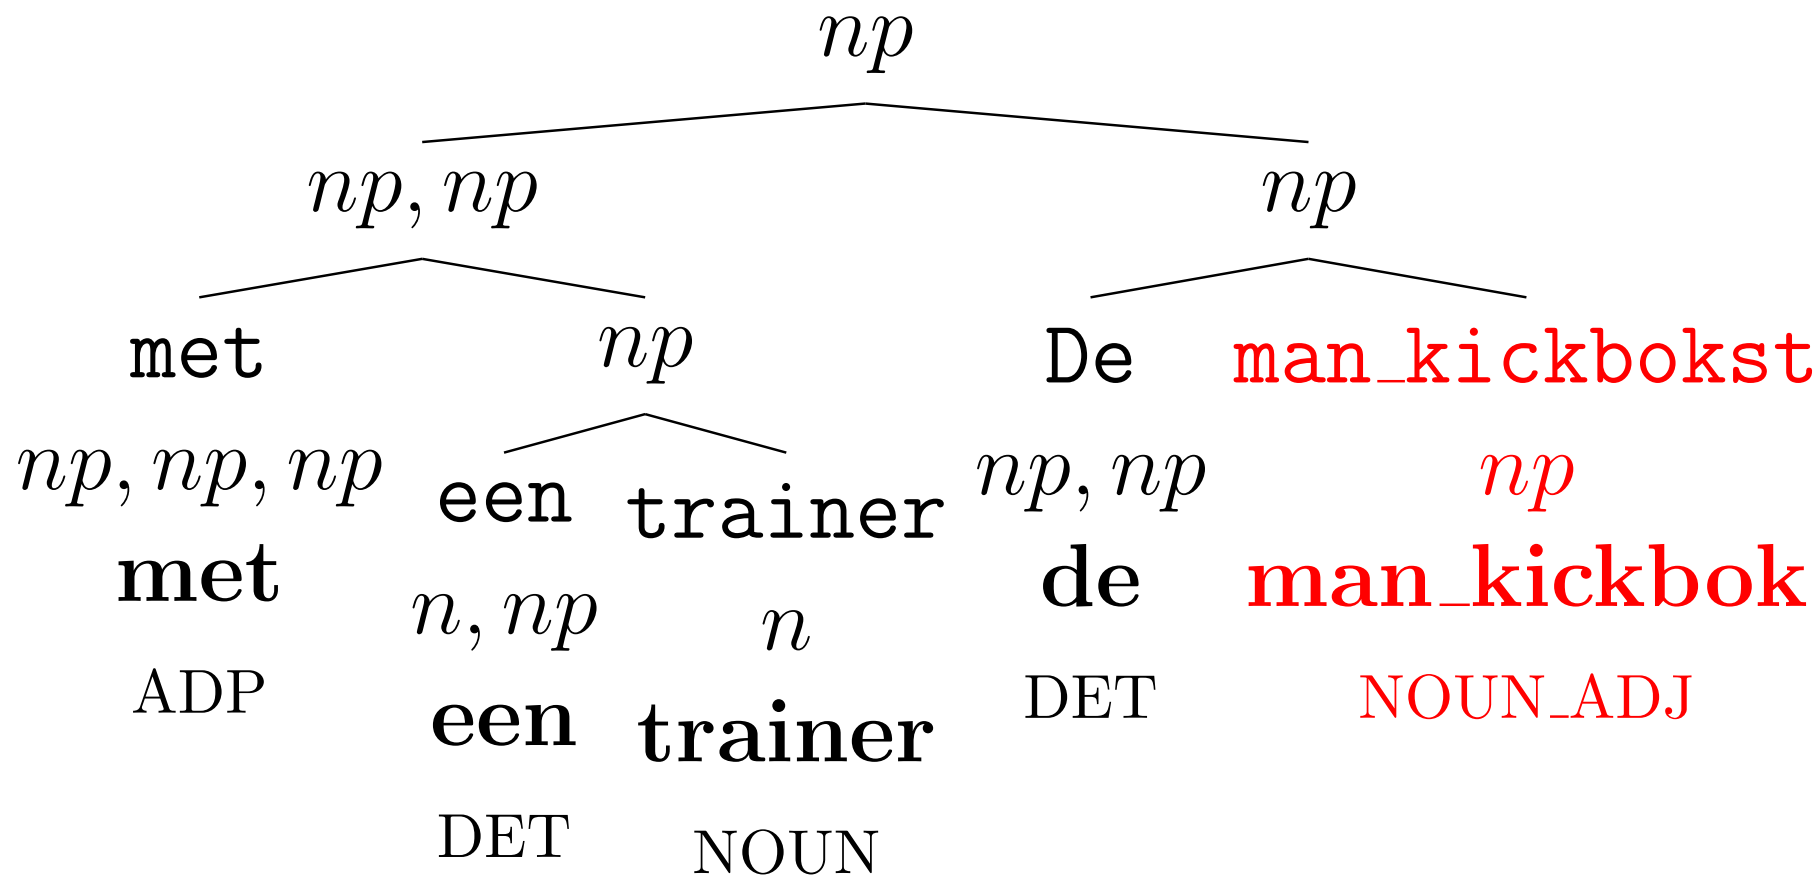 np
np, np
np
met
np
De
man_kickbokst
np, np, np
een
trainer
np, np
np
met
n, np
n
de
man_kickbok
ADP
een
trainer
DET
NOUN_ADJ
DET
NOUN